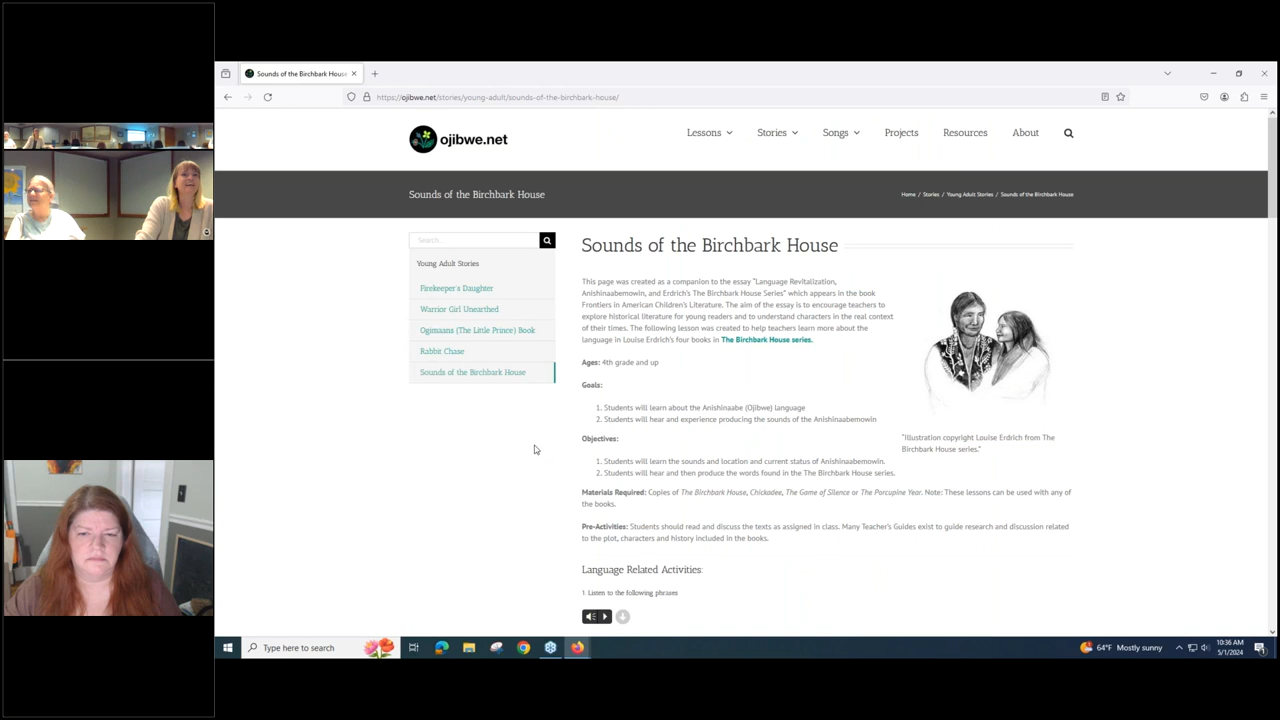 Sounds of the Birchbark House
https://ojibwe.net/stories/young-adult/sounds-of-the-birchbark-house/
ojibwe.net
Lessons
Stories
Songs
Projects
Resources
About
Sounds of the Birchbark House
Home / Stories / Young Adult Stories / Sounds of the Birchbark House
Search...
Young Adult Stories
Firekeeper's Daughter
Warrior Girl Unearthed
Ogimaans (The Little Prince) Book
Rabbit Chase
Sounds of the Birchbark House
Sounds of the Birchbark House
This page was created as a companion to the essay "Language Revitalization,
Anishinaabemowin, and Erdrich's The Birchbark House Series" which appears in the book
Frontiers in American Children's Literature. The aim of the essay is to encourage teachers to
explore historical literature for young readers and to understand characters in the real context
of their times. The following lesson was created to help teachers learn more about the
language in Louise Erdrich's four books in The Birchbark House series.
Ages: 4th grade and up
Goals:
1. Students will learn about the Anishinaabe (Ojibwe) language
2. Students will hear and experience producing the sounds of the Anishinaabemowin
Objectives:
1. Students will learn the sounds and location and current status of Anishinaabemowin.
2. Students will hear and then produce the words found in the The Birchbark House series.
"Illustration copyright Louise Erdrich from The
Birchbark House series."
Materials Required: Copies of The Birchbark House, Chickadee, The Game of Silence or The Porcupine Year. Note: These lessons can be used with any of
the books.
Pre-Activities: Students should read and discuss the texts as assigned in class. Many Teacher's Guides exist to guide research and discussion related
to the plot, characters and history included in the books.
Language Related Activities:
1. Listen to the following phrases
Type here to search
64°F Mostly sunny
10:36 AM
5/1/2024